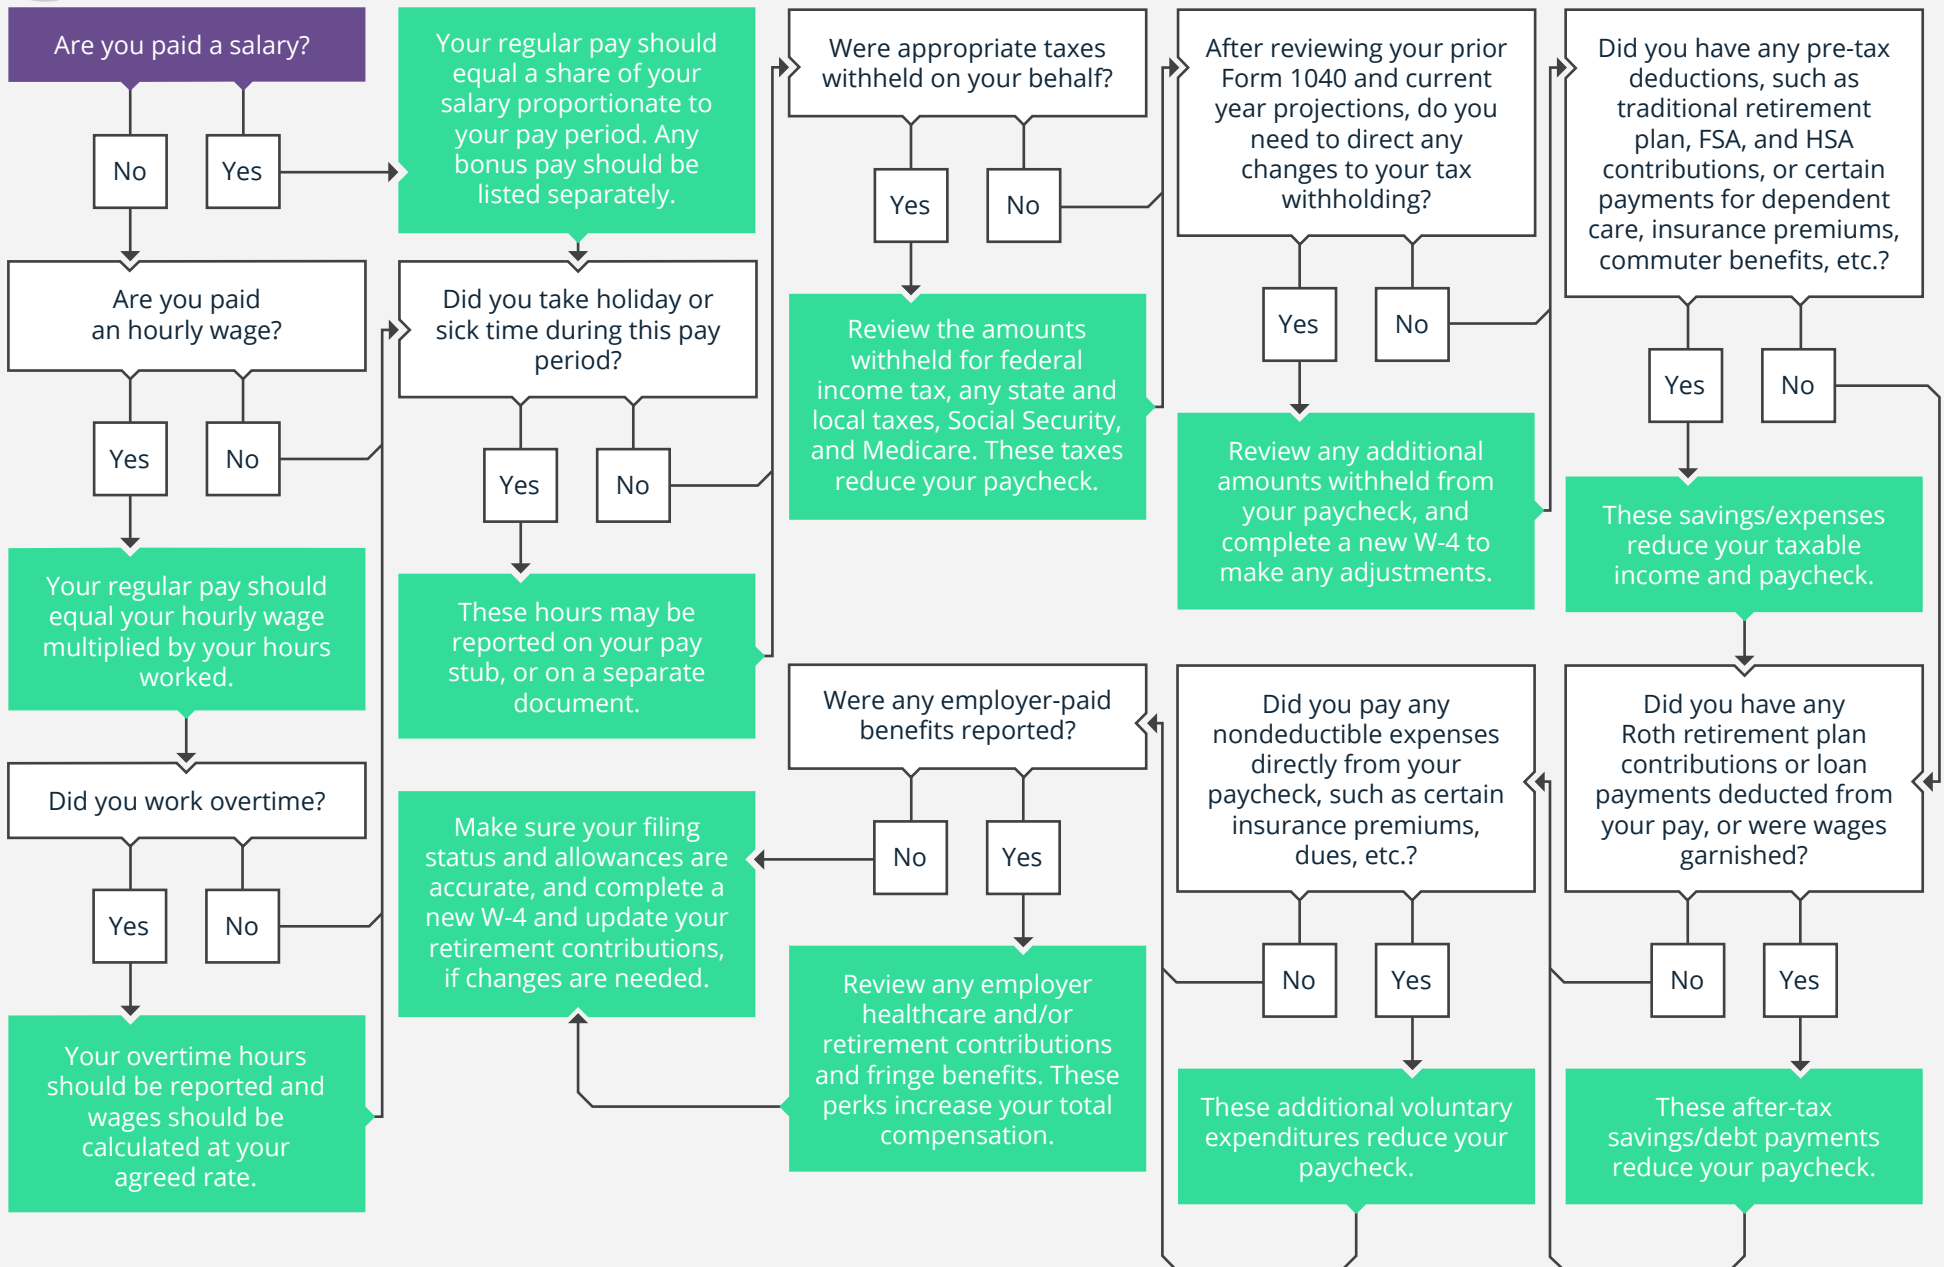 Are you paid a salary?
No
Yes
Your regular pay should
equal a share of your
salary proportionate to
your pay period. Any
bonus pay should be
listed separately.
Are you paid
an hourly wage?
Yes
No
Your regular pay should
equal your hourly wage
multiplied by your hours
worked.
Did you work overtime?
Yes
No
Your overtime hours
should be reported and
wages should be
calculated at your
agreed rate.
Did you take holiday or
sick time during this pay
period?
Yes
No
These hours may be
reported on your pay
stub, or on a separate
document.
Were appropriate taxes
withheld on your behalf?
Yes
No
Review the amounts
withheld for federal
income tax, any state and
local taxes, Social Security,
and Medicare. These taxes
reduce your paycheck.
After reviewing your prior
Form 1040 and current
year projections, do you
need to direct any
changes to your tax
withholding?
Yes
No
Review any additional
amounts withheld from
your paycheck, and
complete a new W-4 to
make any adjustments.
Did you have any pre-tax
deductions, such as
traditional retirement
plan, FSA, and HSA
contributions, or certain
payments for dependent
care, insurance premiums,
commuter benefits, etc.?
Yes
No
These savings/expenses
reduce your taxable
income and paycheck.
Did you have any
Roth retirement plan
contributions or loan
payments deducted from
your pay, or were wages
garnished?
No
Yes
These after-tax
savings/debt payments
reduce your paycheck.
Did you pay any
nondeductible expenses
directly from your
paycheck, such as certain
insurance premiums,
dues, etc.?
No
Yes
These additional voluntary
expenditures reduce your
paycheck.
Were any employer-paid
benefits reported?
No
Yes
Review any employer
healthcare and/or
retirement contributions
and fringe benefits. These
perks increase your total
compensation.
Make sure your filing
status and allowances are
accurate, and complete a
new W-4 and update your
retirement contributions,
if changes are needed.